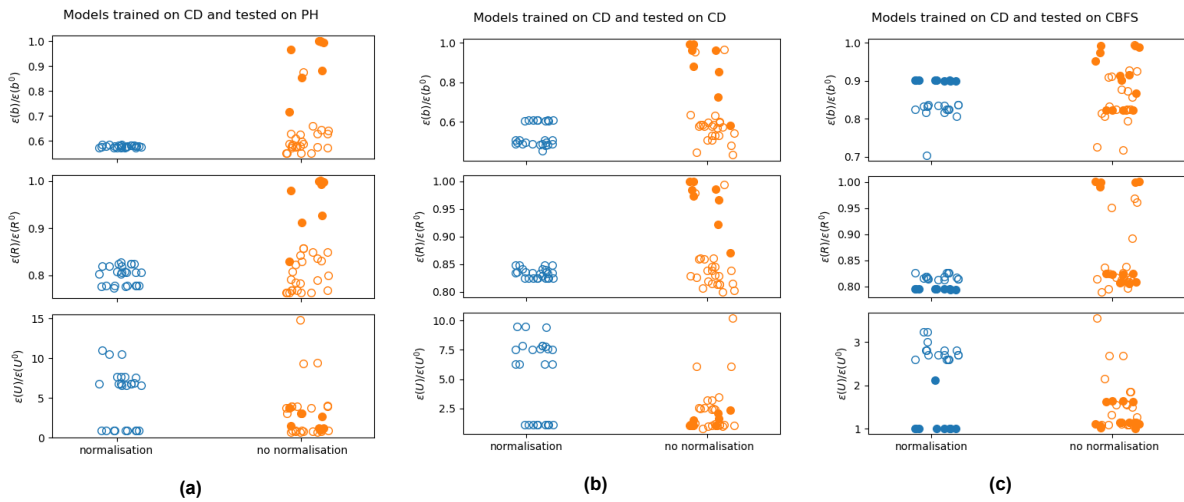 Models trained on CD and tested on PH
ε(b)/ε(b⁰)
1.0
0.9
0.8
0.7
0.6
ε(R)/ε(R⁰)
1.0
0.9
0.8
ε(U)/ε(U⁰)
15
10
5
0
normalisation
no normalisation
(a)
Models trained on CD and tested on CD
ε(b)/ε(b⁰)
1.0
0.8
0.6
ε(R)/ε(R⁰)
1.00
0.95
0.90
0.85
0.80
ε(U)/ε(U⁰)
10.0
7.5
5.0
2.5
normalisation
no normalisation
(b)
Models trained on CD and tested on CBFS
ε(b)/ε(b⁰)
1.0
0.9
0.8
0.7
ε(R)/ε(R⁰)
1.00
0.95
0.90
0.85
0.80
ε(U)/ε(U⁰)
3
2
1
normalisation
no normalisation
(c)